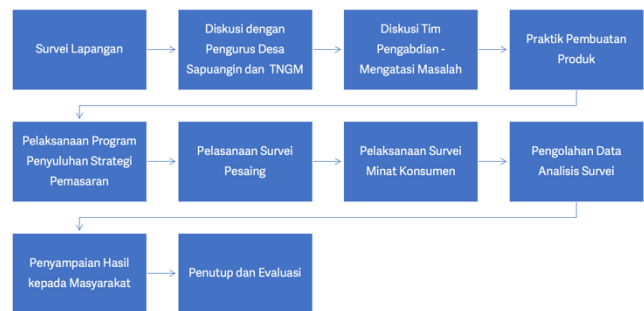 Survei Lapangan
Diskusi dengan
Pengurus Desa
Sapuangin dan TNGM
Diskusi Tim
Pengabdian -
Mengatasi Masalah
Praktik Pembuatan
Produk
Pelaksanaan Program
Penyuluhan Strategi
Pemasaran
Pelasanaan Survei
Pesaing
Pelaksanaan Survei
Minat Konsumen
Pengolahan Data
Analisis Survei
Penyampaian Hasil
kepada Masyarakat
Penutup dan Evaluasi